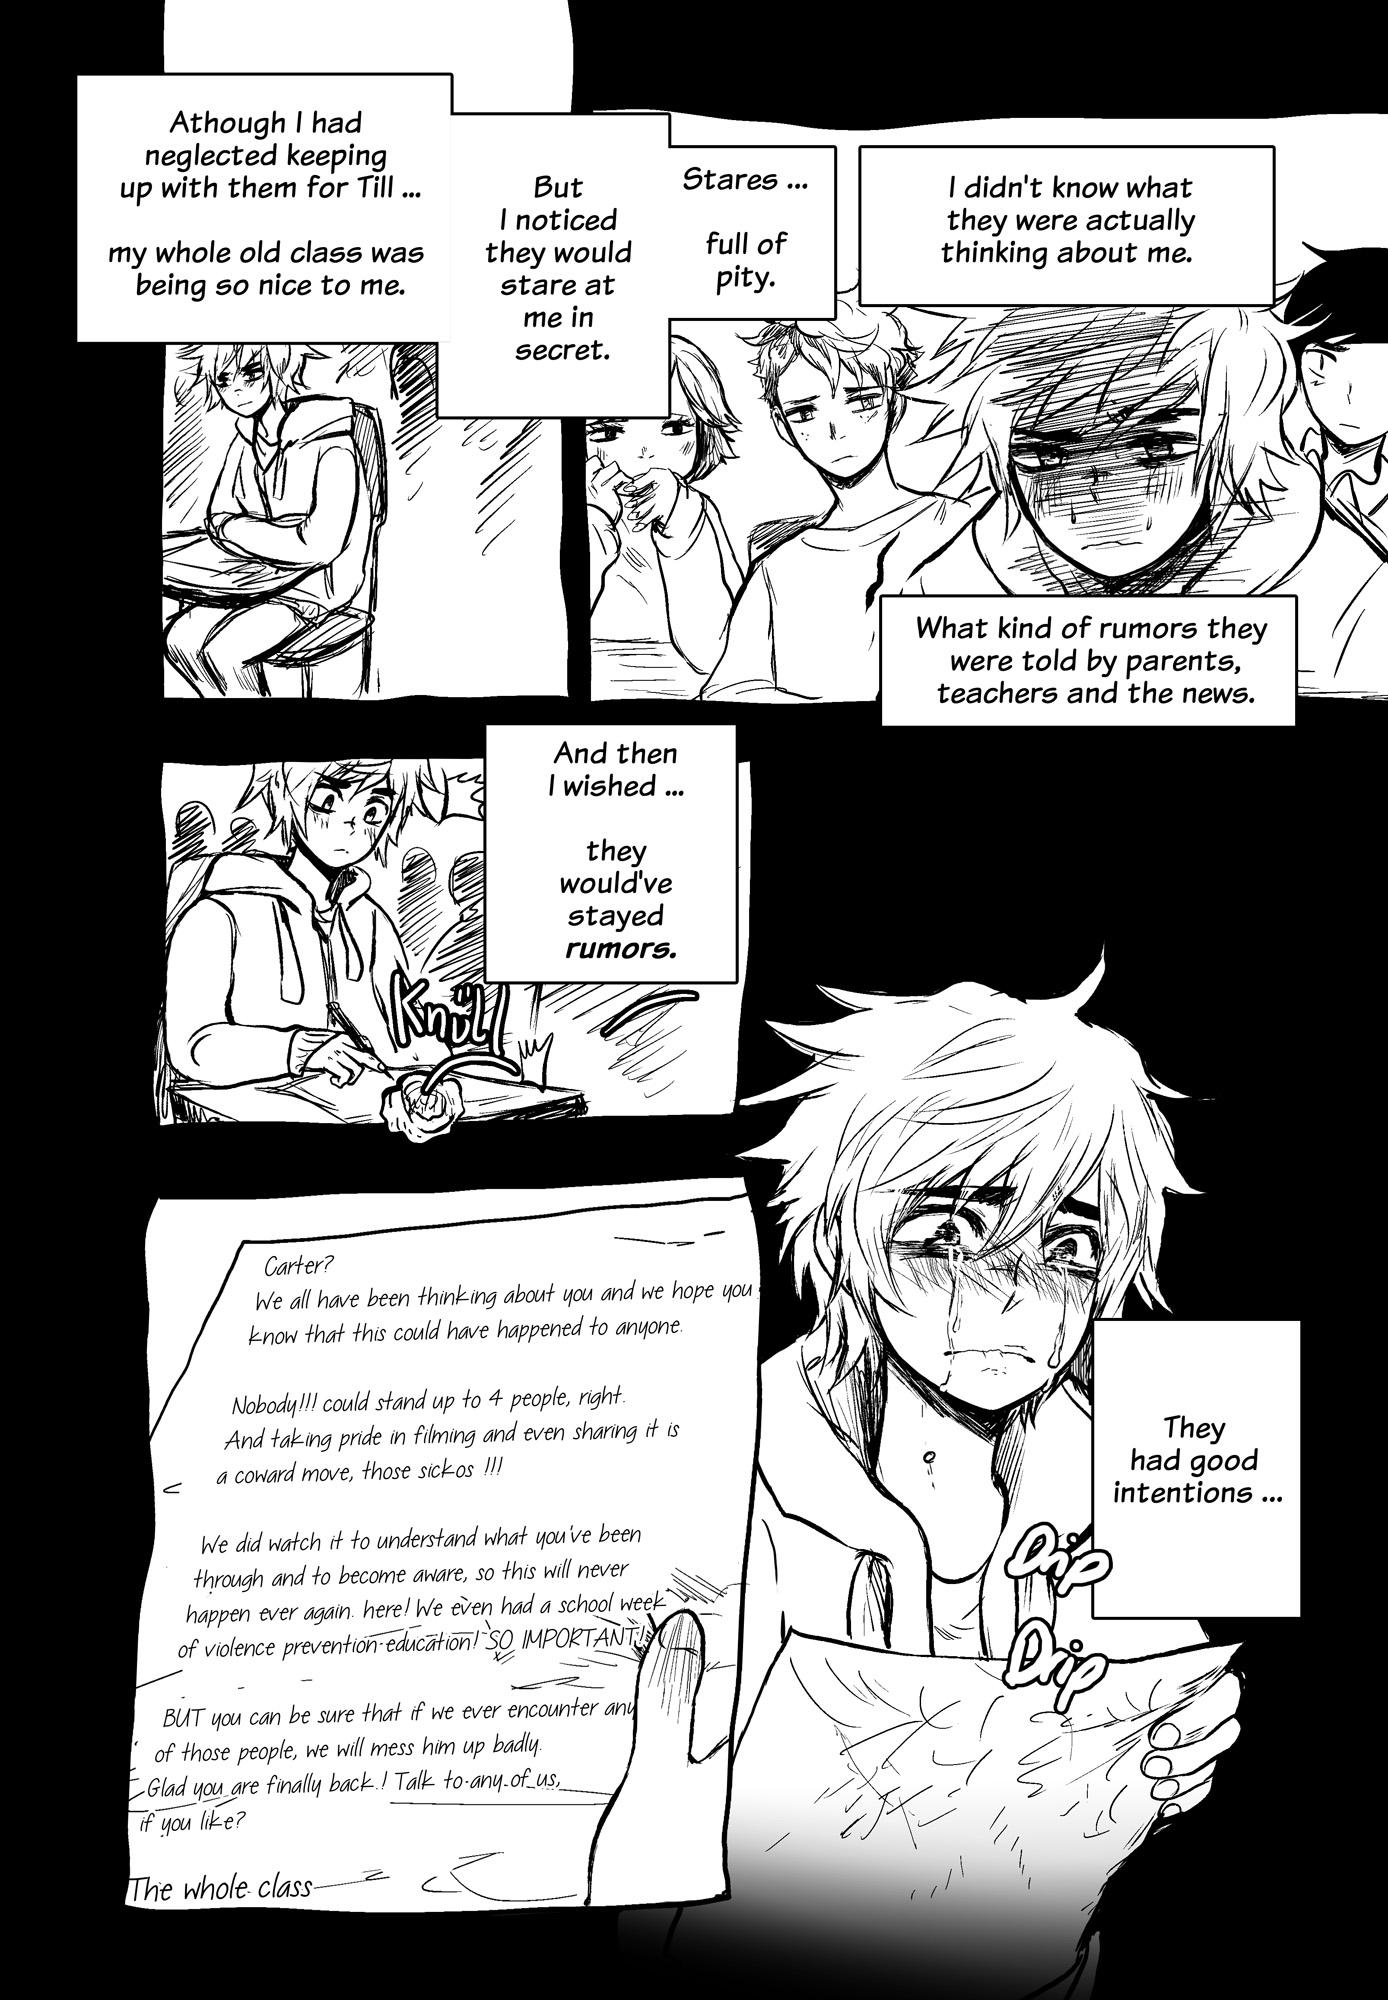 Athough I had
neglected keeping
up with them for Till ...
my whole old class was
being so nice to me.
But
I noticed
they would
stare at
me in
secret.
Stares ...
full of
pity.
I didn't know what
they were actually
thinking about me.
What kind of rumors they
were told by parents,
teachers and the news.
And then
I wished ...
they
would've
stayed
rumors.
Knüll
Carter?
We all have been thinking about you and we hope you
know that this could have happened to anyone.
Nobody!!! could stand up to 4 people, right.
And taking pride in filming and even sharing it is
a coward move, those sickos !!!
We did watch it to understand what you've been
through and to become aware, so this will never
happen ever again. here! We even had a school week
of violence prevention-education! SO IMPORTANT!
BUT you can be sure that if we ever encounter any
of those people, we will mess him up badly.
Glad you are finally back! Talk to any of us,
if you like?
The whole class
They
had good
intentions ...
Drip
Drip